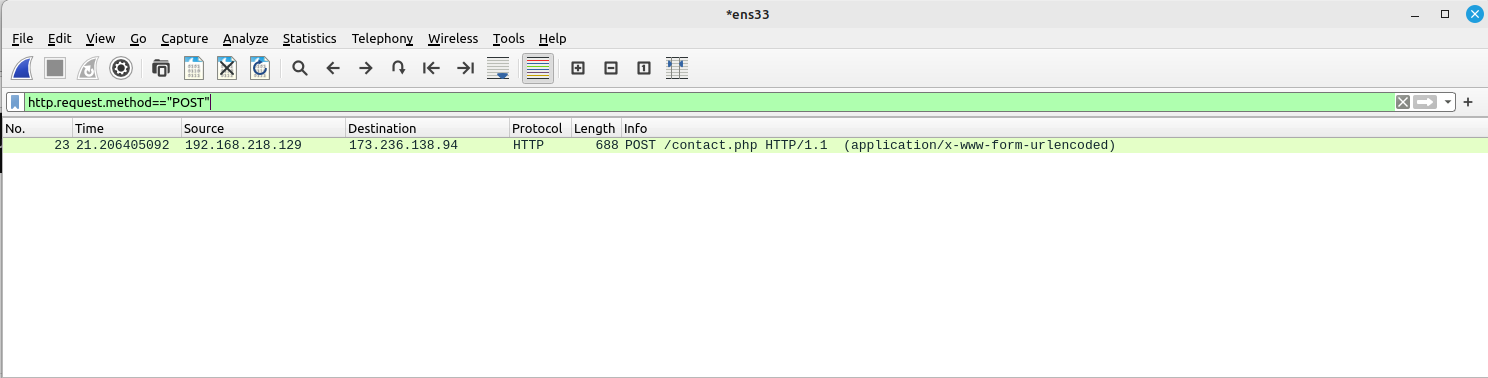 *ens33
File Edit View Go Capture Analyze Statistics Telephony Wireless Tools Help
http.request.method=="POST"
No. Time Source Destination Protocol Length Info
23 21.206405092 192.168.218.129 173.236.138.94 HTTP 688 POST /contact.php HTTP/1.1 (application/x-www-form-urlencoded)